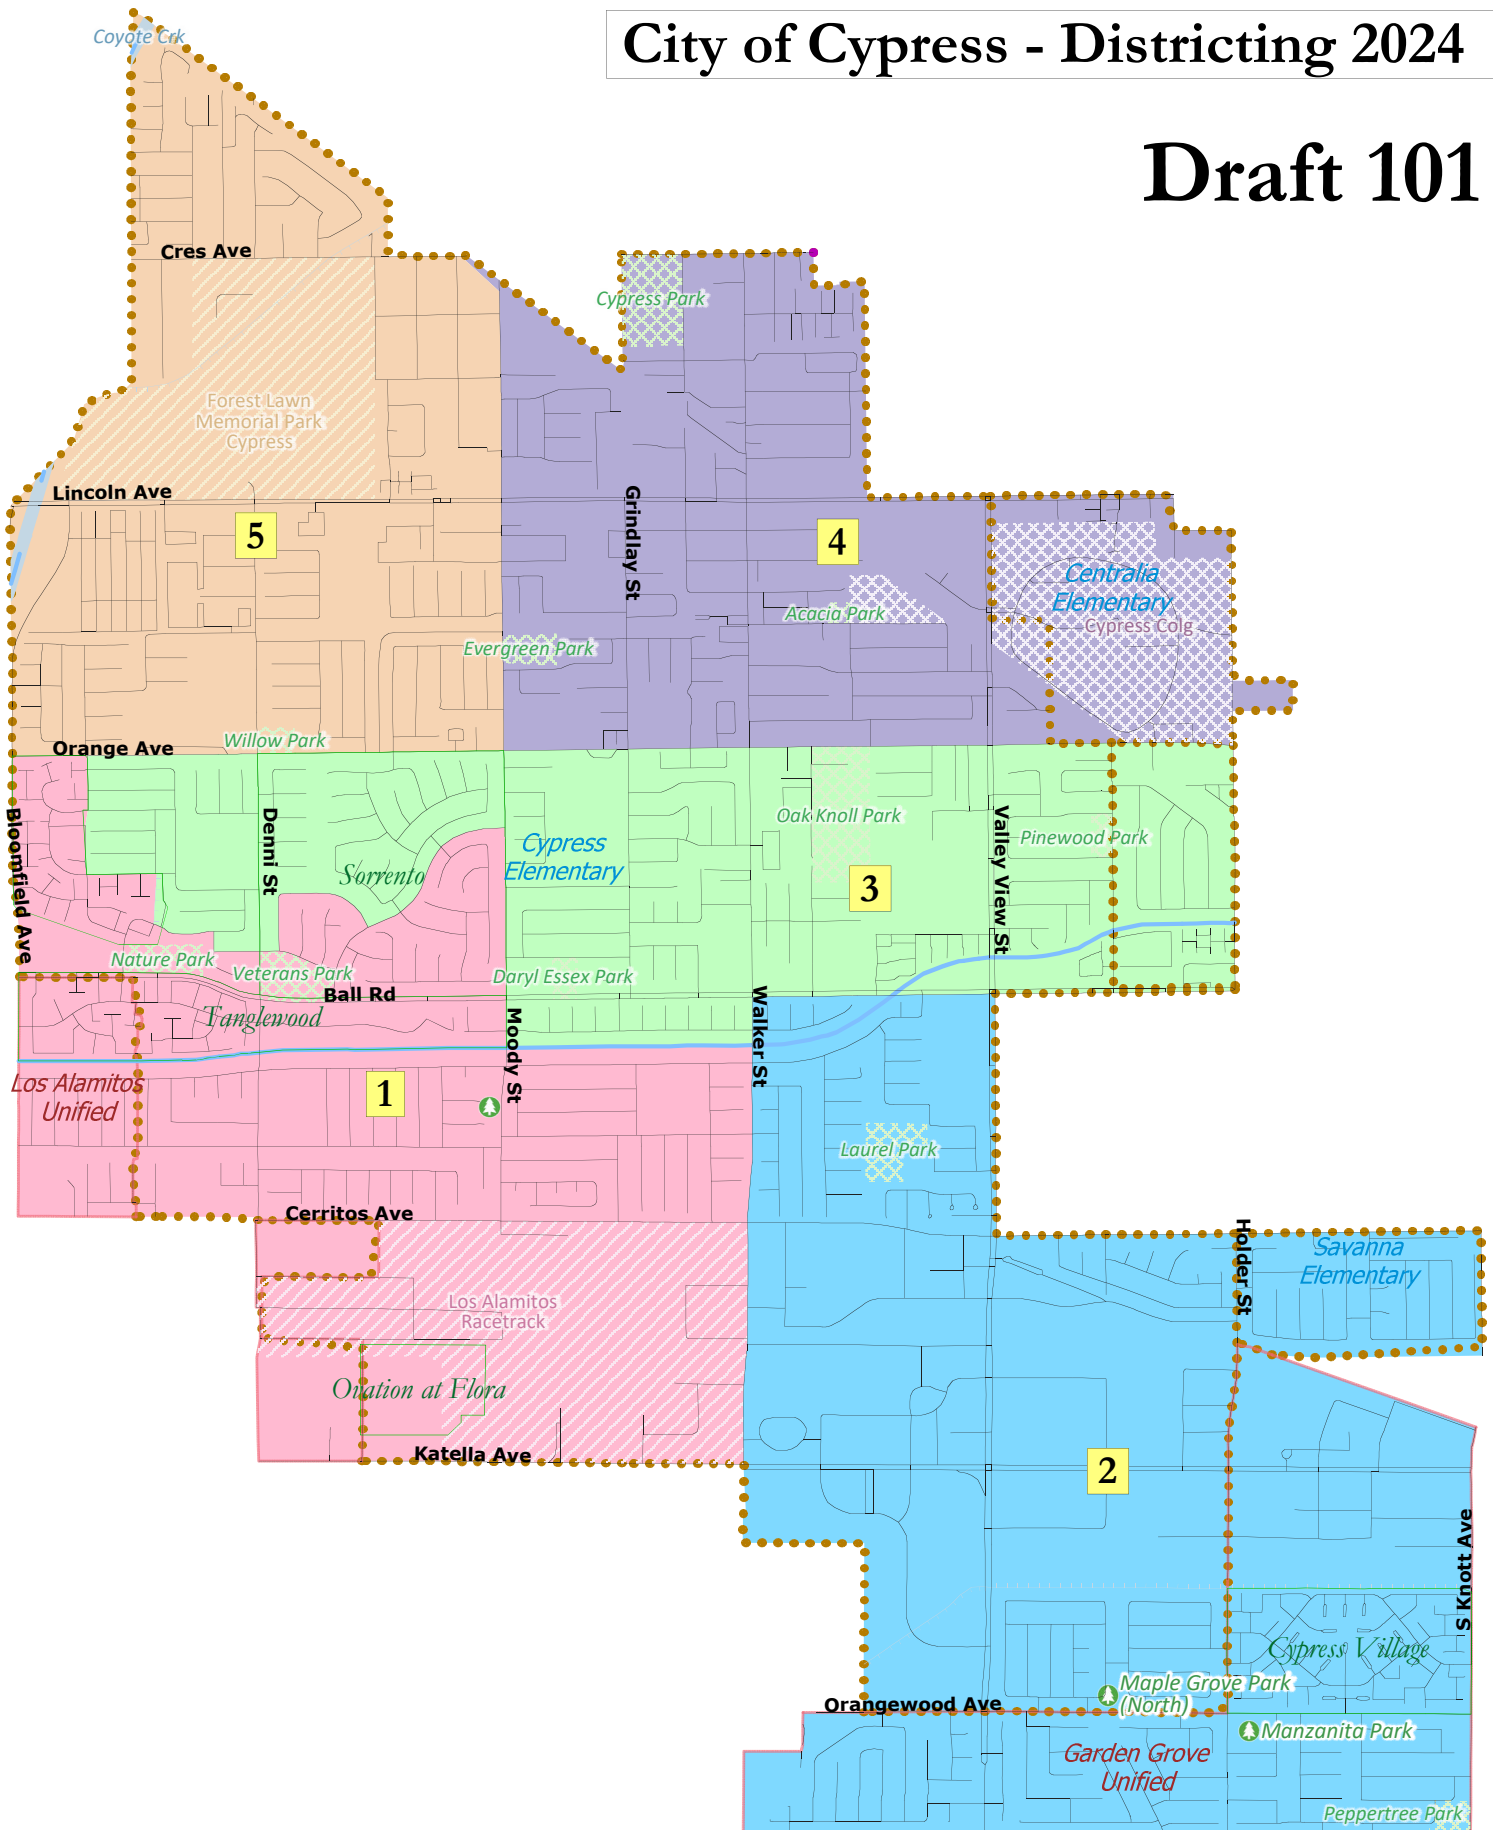 City of Cypress - Districting 2024
Draft 101
Coyote Crk
Cres Ave
Cypress Park
Forest Lawn
Memorial Park
Cypress
Lincoln Ave
Grindlay St
5
4
Centralia
Elementary
Acacia Park
Cypress Colg
Evergreen Park
Willow Park
Orange Ave
Bloomfield Ave
Denni St
Valley View St
Oak Knoll Park
Pinewood Park
Cypress
Elementary
Sorrento
3
Nature Park
Veterans Park
Daryl Essex Park
Ball Rd
Tanglewood
Moody St
Walker St
Los Alamitos
Unified
1
Laurel Park
Cerritos Ave
Holder St
Savanna
Elementary
Los Alamitos
Racetrack
Ovation at Flora
Katella Ave
2
S Knott Ave
Cypress Village
Maple Grove Park
(North)
Orangewood Ave
Manzanita Park
Garden Grove
Unified
Peppertree Park